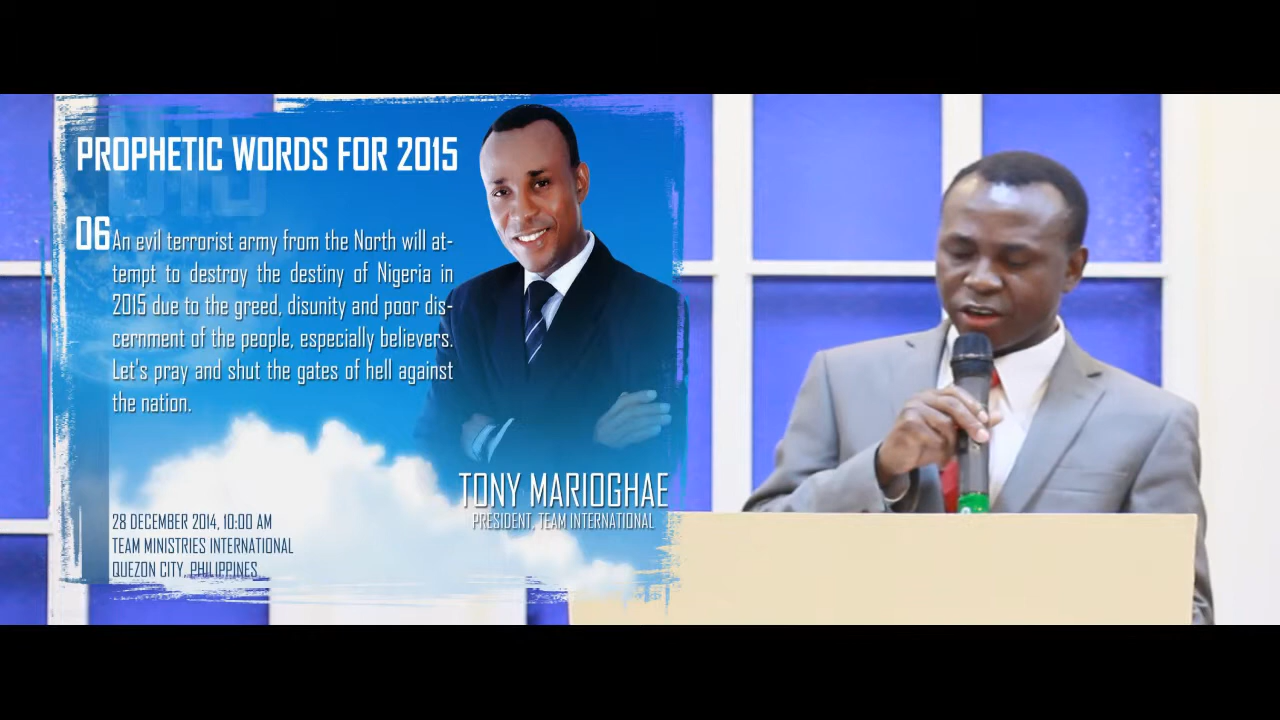 PROPHETIC WORDS FOR 2015
06 An evil terrorist army from the North will at-
tempt to destroy the destiny of Nigeria in
2015 due to the greed, disunity and poor dis-
cernment of the people, especially believers.
Let's pray and shut the gates of hell against
the nation.
TONY MARIOGHAE
PRESIDENT, TEAM INTERNATIONAL
28 DECEMBER 2014, 10:00 AM
TEAM MINISTRIES INTERNATIONAL
QUEZON CITY, PHILIPPINES